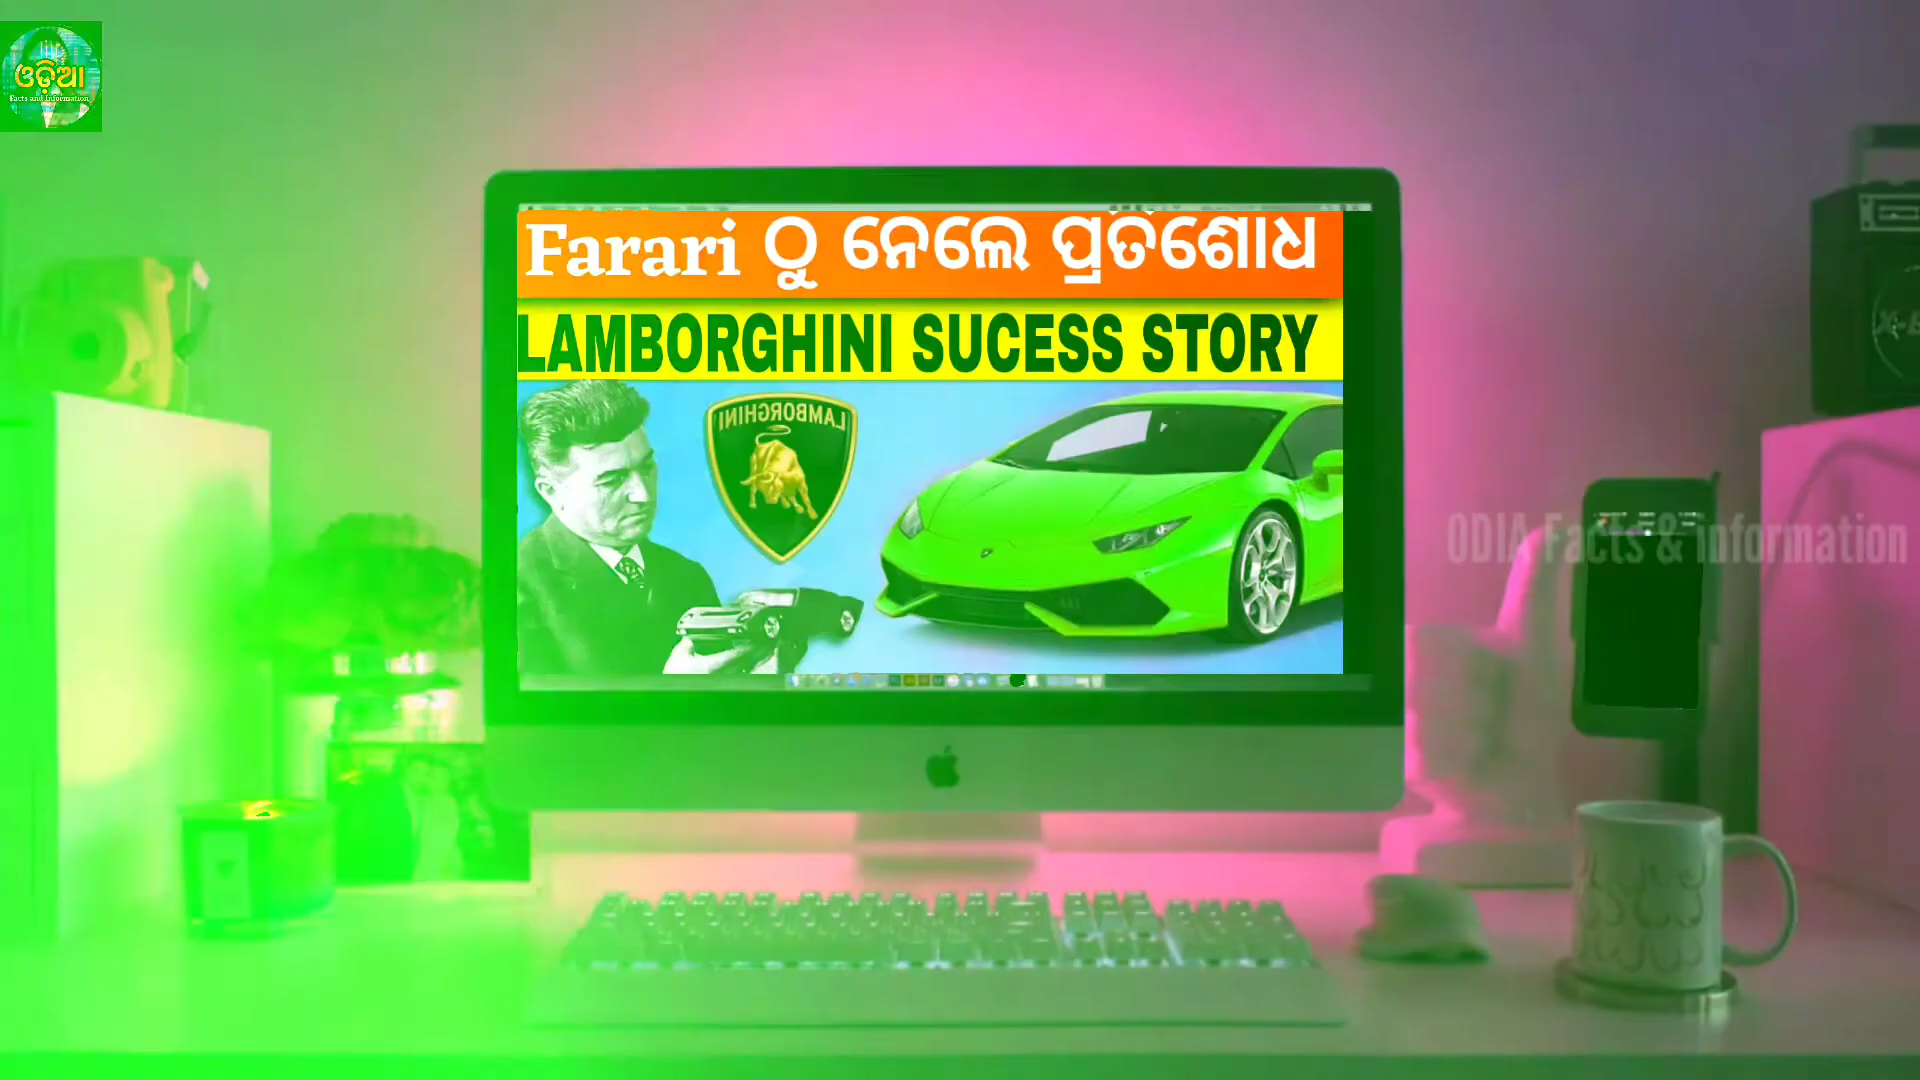 ଓଡ଼ିଆ
Facts and Information
Farari ଠୁ ନେଲେ ପ୍ରତିଶୋଧ
LAMBORGHINI SUCESS STORY
LAMBORGHINI
ODIA Facts & information